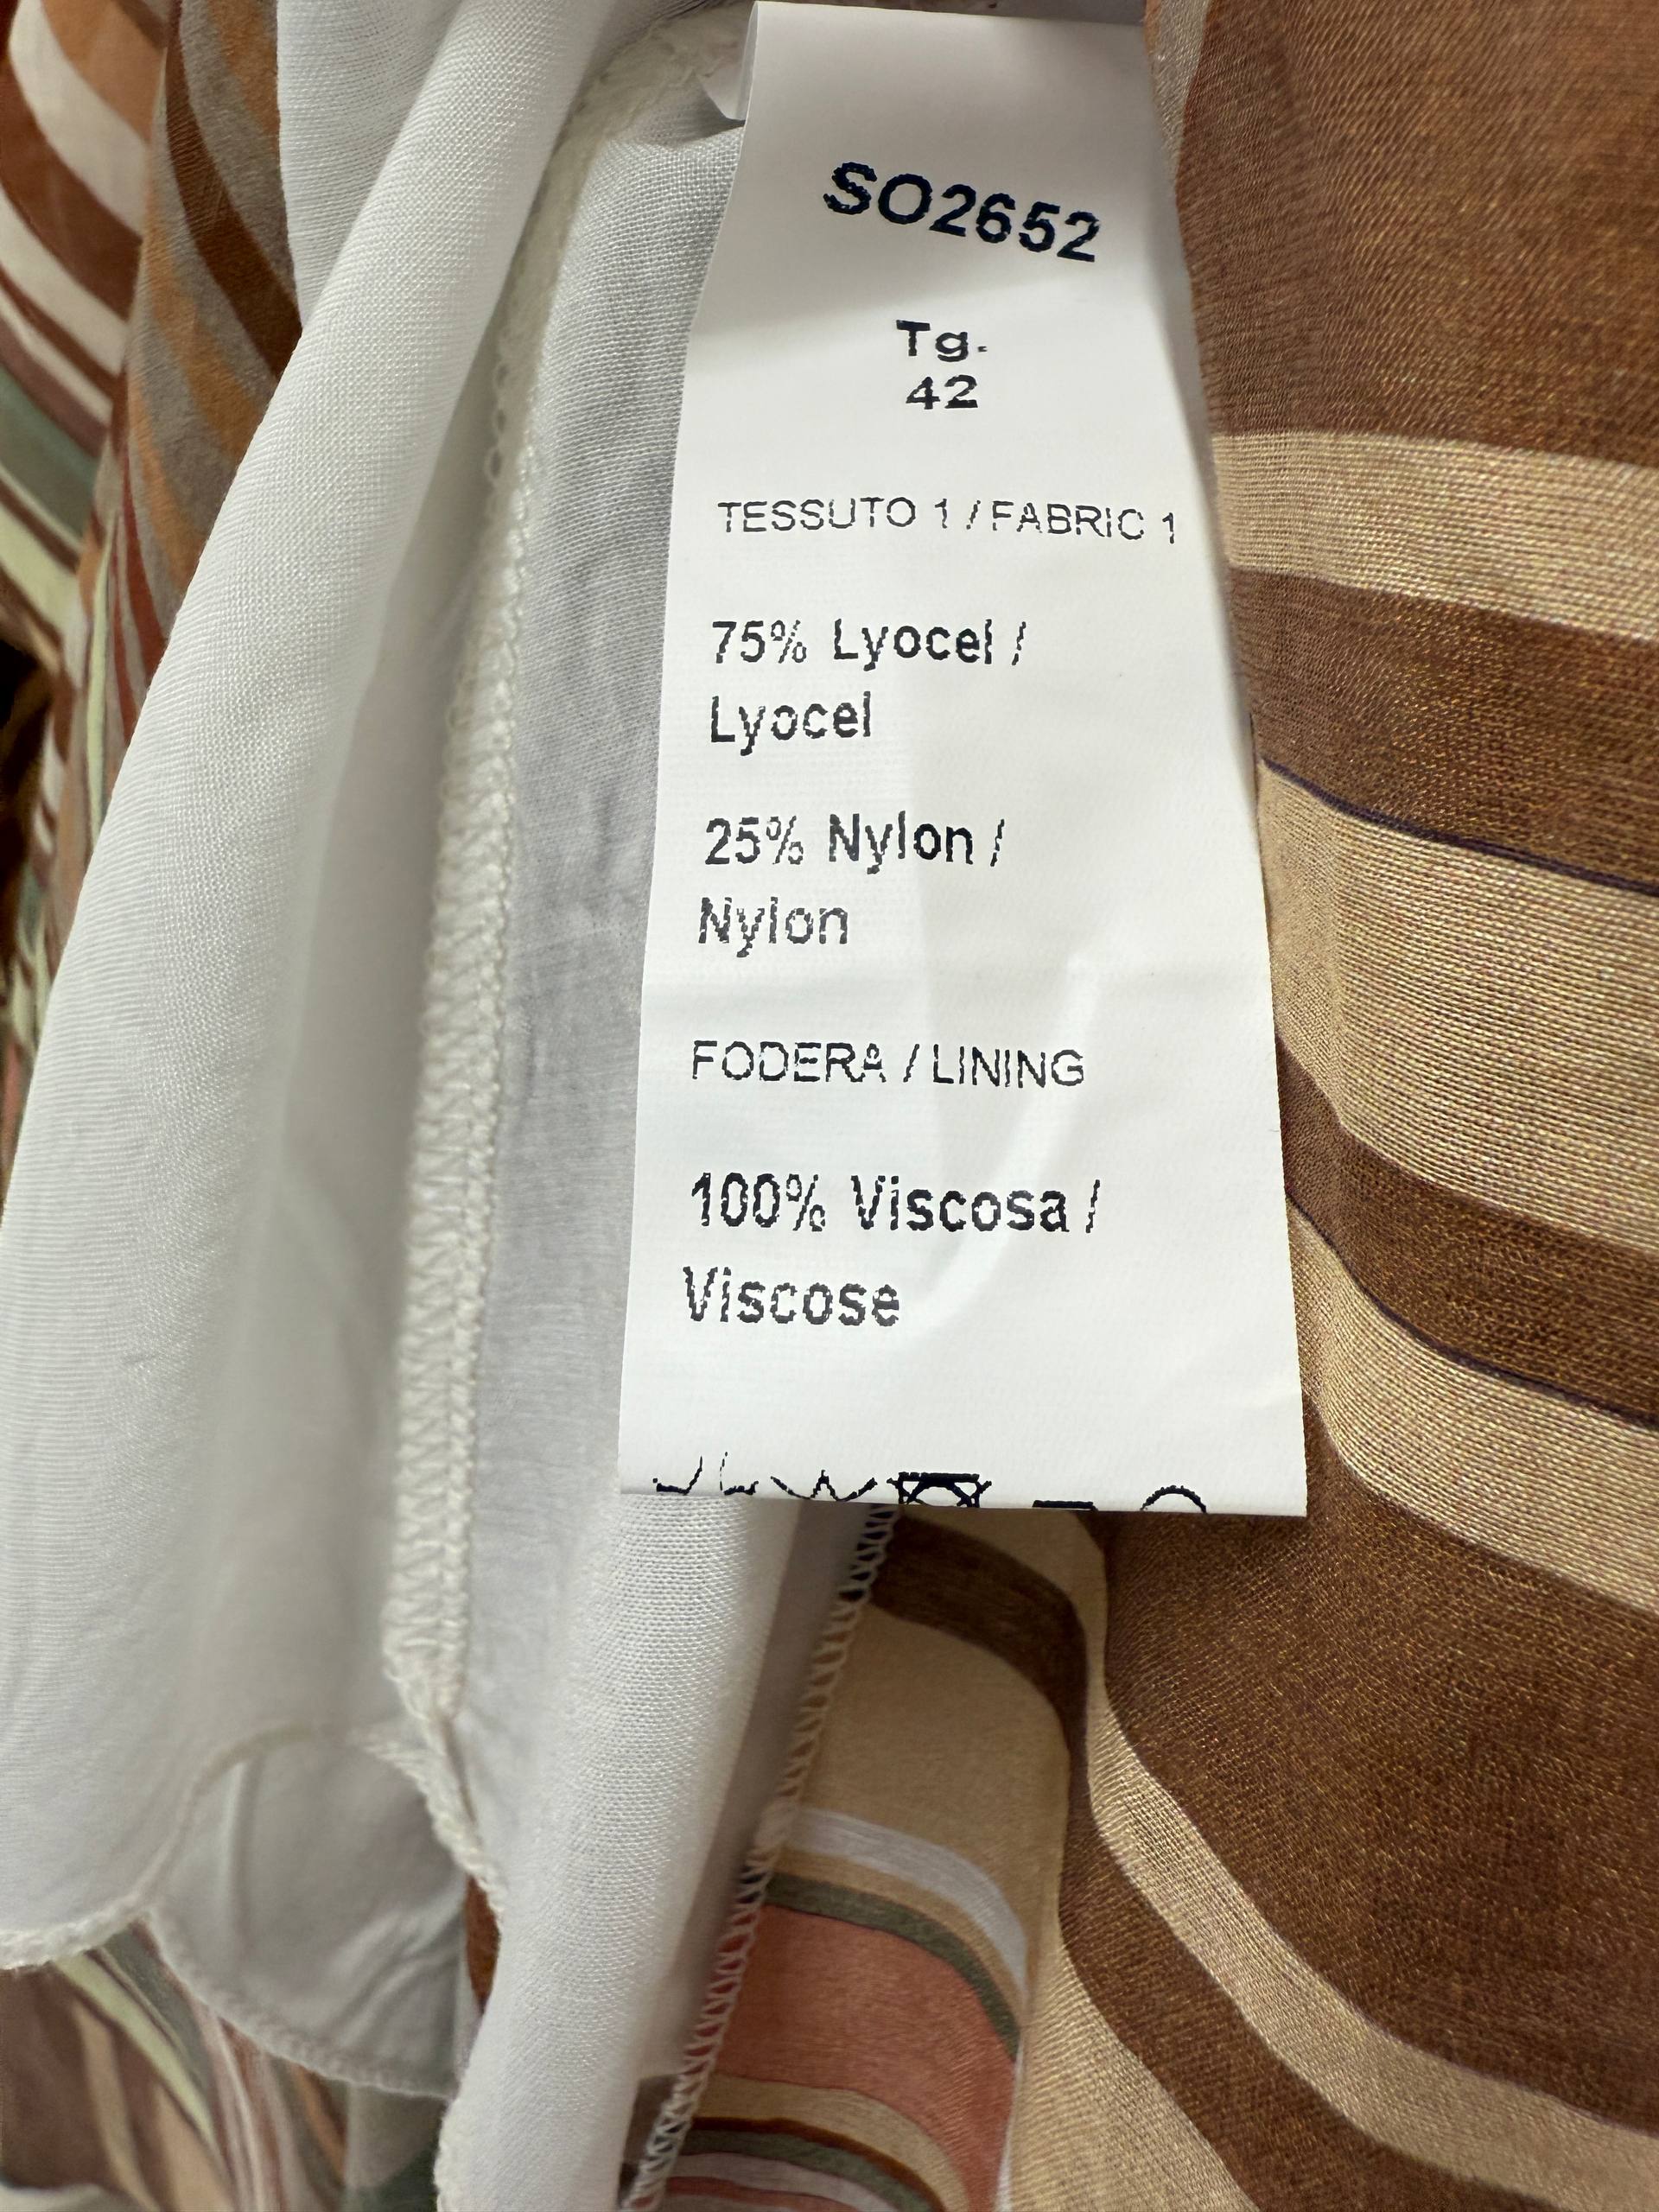 SO2652
Tg.
42
TESSUTO 1 / FABRIC 1
75% Lyocel /
Lyocel
25% Nylon /
Nylon
FODERA / LINING
100% Viscosa /
Viscose